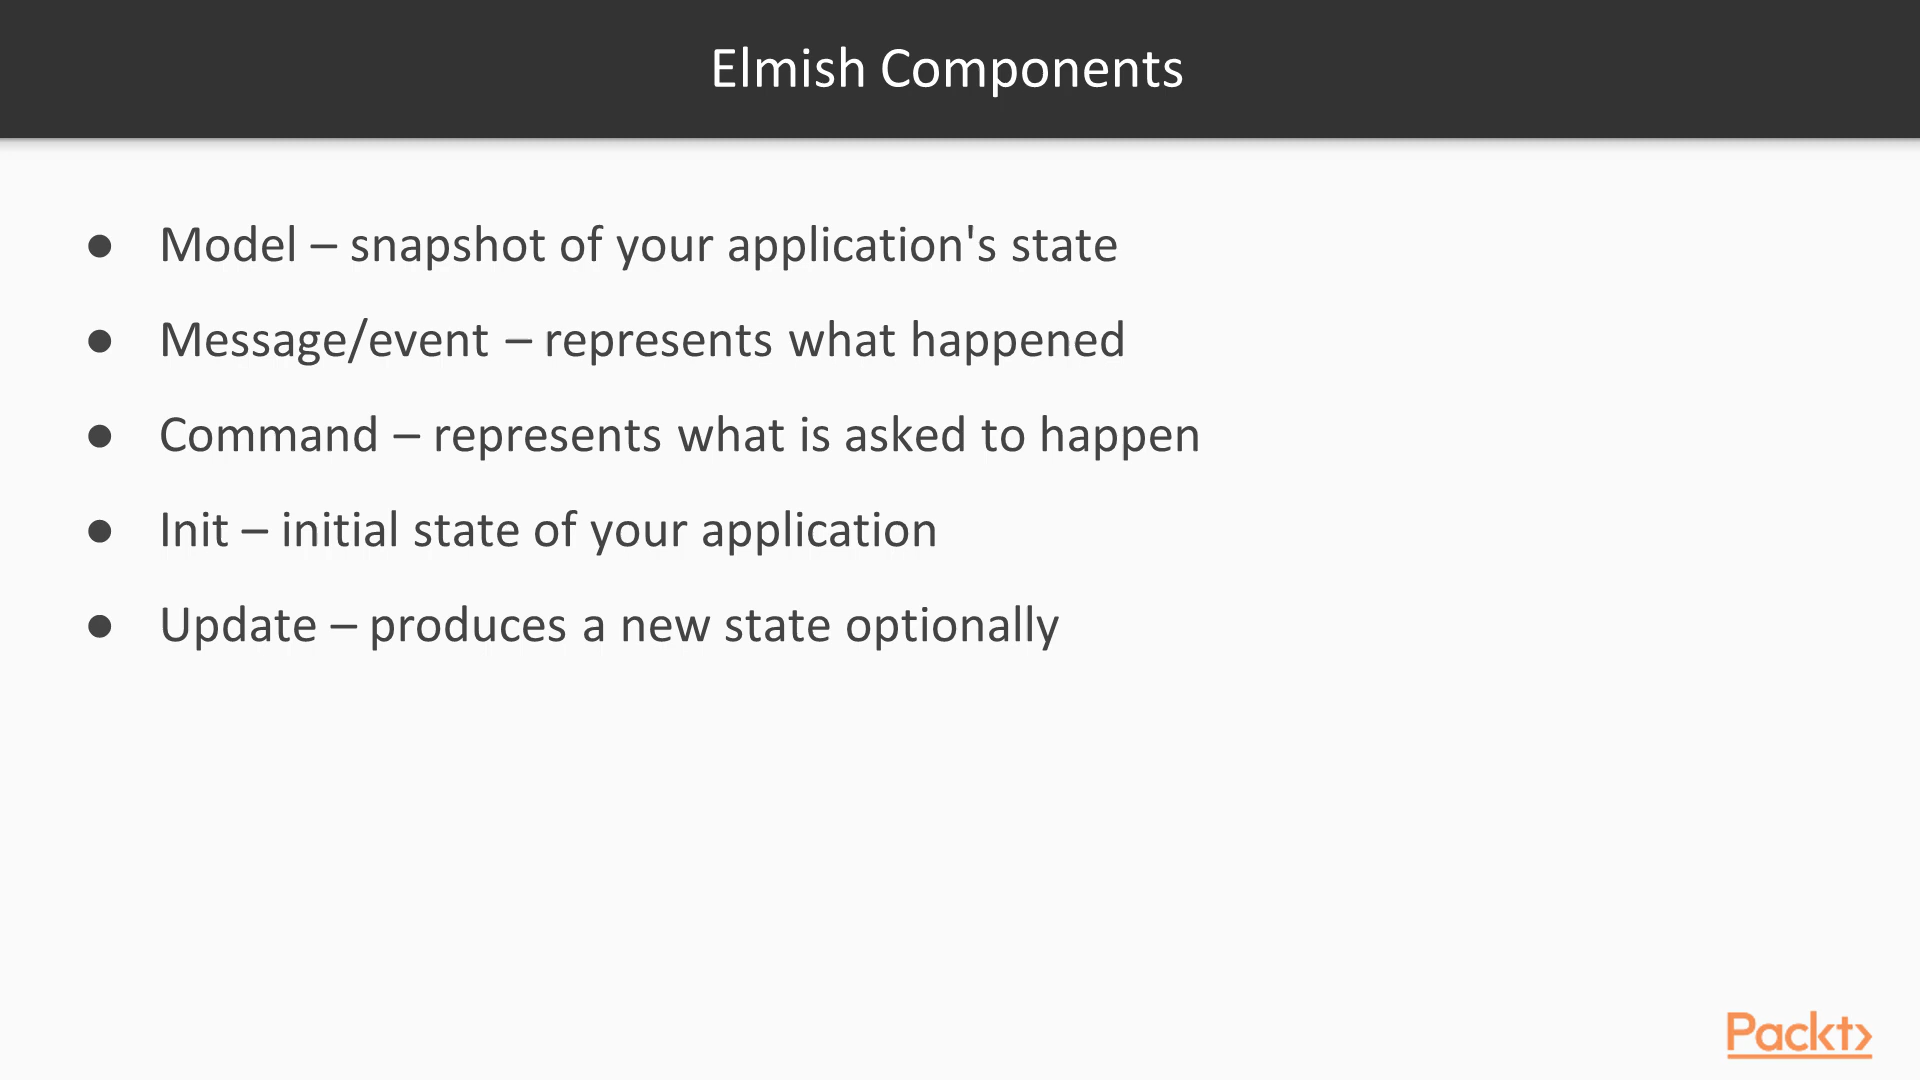 Elmish Components
● Model – snapshot of your application's state
● Message/event – represents what happened
● Command – represents what is asked to happen
● Init – initial state of your application
● Update – produces a new state optionally
Packt>